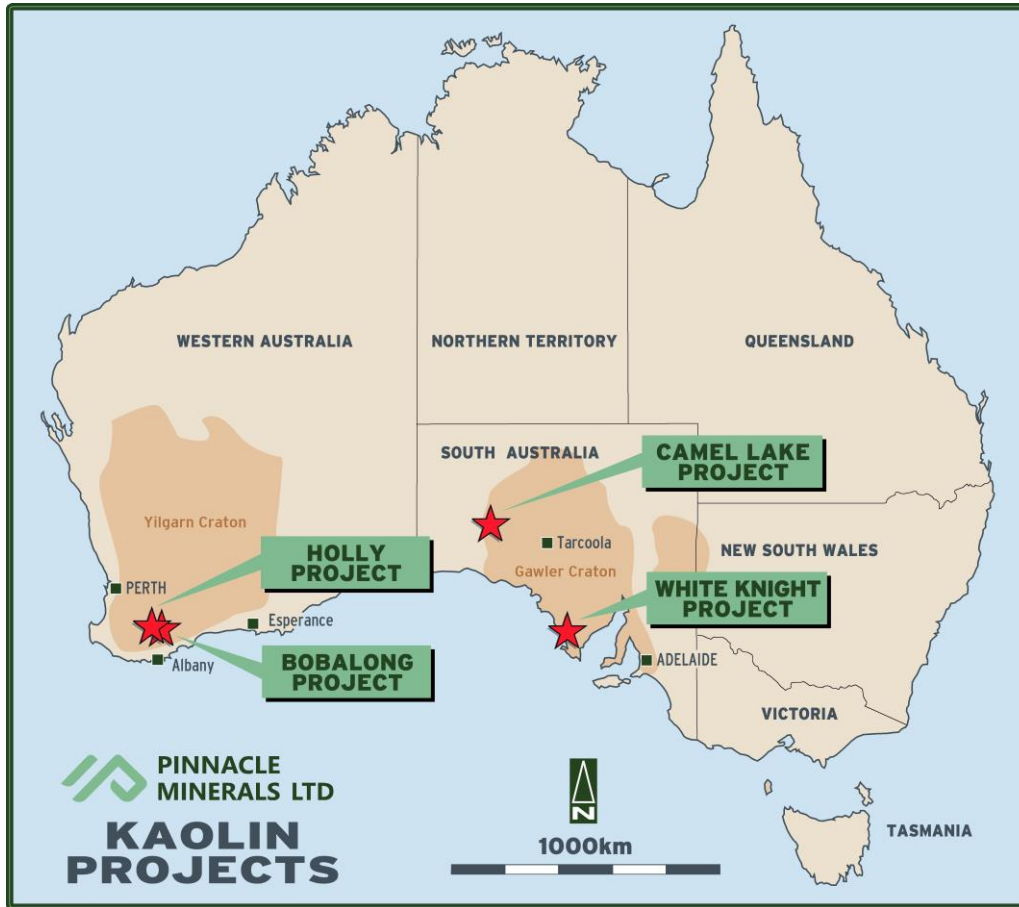 WESTERN AUSTRALIA
NORTHERN TERRITORY
QUEENSLAND
SOUTH AUSTRALIA
CAMEL LAKE
PROJECT
Yilgarn Craton
Tarcoola
NEW SOUTH WALES
HOLLY
PROJECT
Gawler Craton
WHITE KNIGHT
PROJECT
PERTH
Esperance
BOBALONG
PROJECT
Albany
ADELAIDE
VICTORIA
PINNACLE
MINERALS LTD
KAOLIN
PROJECTS
N
1000km
TASMANIA